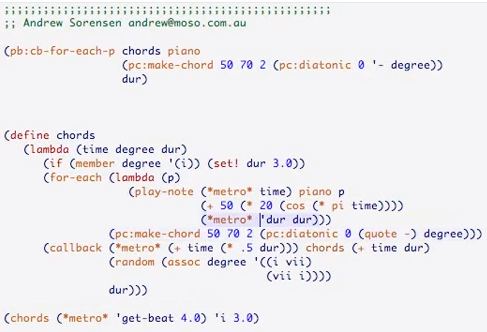 ;;;;;;;;;;;;;;;;;;;;;;;;;;;;;;;;;;;;;;;;;;;;;;;;;;
;; Andrew Sorensen andrew@moso.com.au
(pb:cb-for-each-p chords piano
(pc:make-chord 50 70 2 (pc:diatonic 0 '- degree))
dur)
(define chords
(lambda (time degree dur)
(if (member degree '(i)) (set! dur 3.0))
(for-each (lambda (p)
(play-note (*metro* time) piano p
(+ 50 (* 20 (cos (* pi time))))
(*metro* 'dur dur)))
(pc:make-chord 50 70 2 (pc:diatonic 0 (quote -) degree)))
(callback (*metro* (+ time (* .5 dur))) chords (+ time dur)
(random (assoc degree '((i vii)
(vii i))))
dur)))
(chords (*metro* 'get-beat 4.0) 'i 3.0)